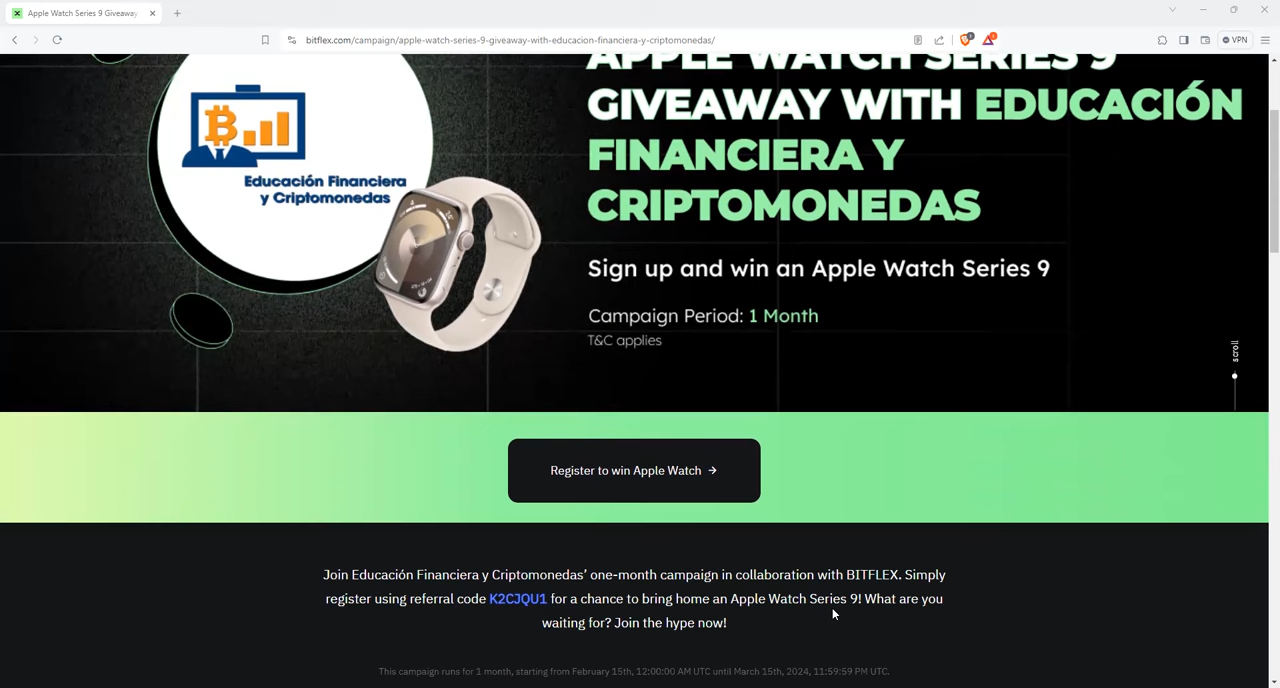 Apple Watch Series 9 Giveaway
bitflex.com/campaign/apple-watch-series-9-giveaway-with-educacion-financiera-y-criptomonedas/
VPN
APPLE WATCH SERIES 9
GIVEAWAY WITH EDUCACIÓN
FINANCIERA Y
CRIPTOMONEDAS
Educación Financiera
y Criptomonedas
Sign up and win an Apple Watch Series 9
Campaign Period: 1 Month
T&C applies
scroll
Register to win Apple Watch →
Join Educación Financiera y Criptomonedas’ one-month campaign in collaboration with BITFLEX. Simply
register using referral code K2CJQU1 for a chance to bring home an Apple Watch Series 9! What are you
waiting for? Join the hype now!
This campaign runs for 1 month, starting from February 15th, 12:00:00 AM UTC until March 15th, 2024, 11:59:59 PM UTC.